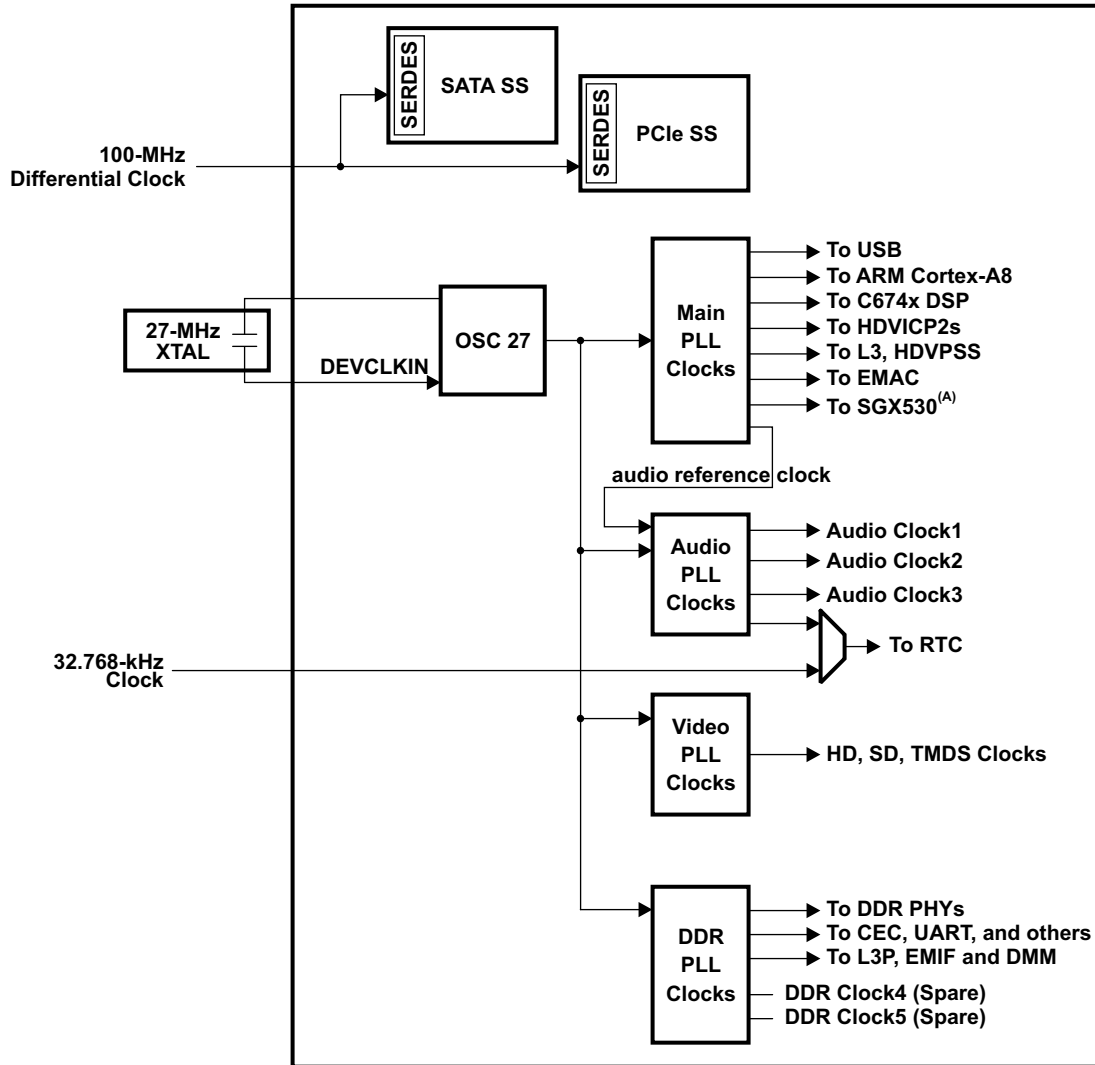 SERDES
SATA SS
SERDES
PCIe SS
100-MHz
Differential Clock
27-MHz
XTAL
DEVCLKIN
OSC 27
Main
PLL
Clocks
To USB
To ARM Cortex-A8
To C674x DSP
To HDVICP2s
To L3, HDVPSS
To EMAC
To SGX530(A)
audio reference clock
Audio
PLL
Clocks
Audio Clock1
Audio Clock2
Audio Clock3
To RTC
32.768-kHz
Clock
Video
PLL
Clocks
HD, SD, TMDS Clocks
DDR
PLL
Clocks
To DDR PHYs
To CEC, UART, and others
To L3P, EMIF and DMM
DDR Clock4 (Spare)
DDR Clock5 (Spare)